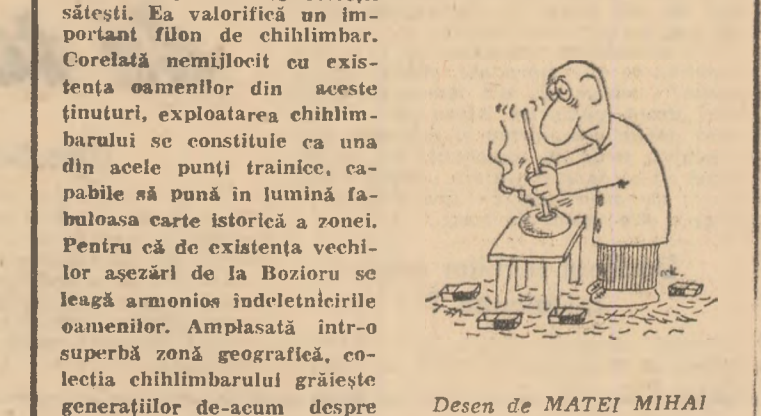 sătești. Ea valorifică un im-
portant filon de chihlimbar.
Corelată nemijlocit cu exis-
tența oamenilor din aceste
ținuturi, exploatarea chihlim-
barului se constituie ca una
din acele punți trainice, ca-
pabile să pună în lumină fa-
buloasa carte istorică a zonei.
Pentru că de existența vechi-
lor așezări de la Bozioru se
leagă armonios îndeletnicirile
oamenilor. Amplasată într-o
superbă zonă geografică, co-
lecția chihlimbarului grăiește
generațiilor de-acum despre
Desen de MATEI MIHAI